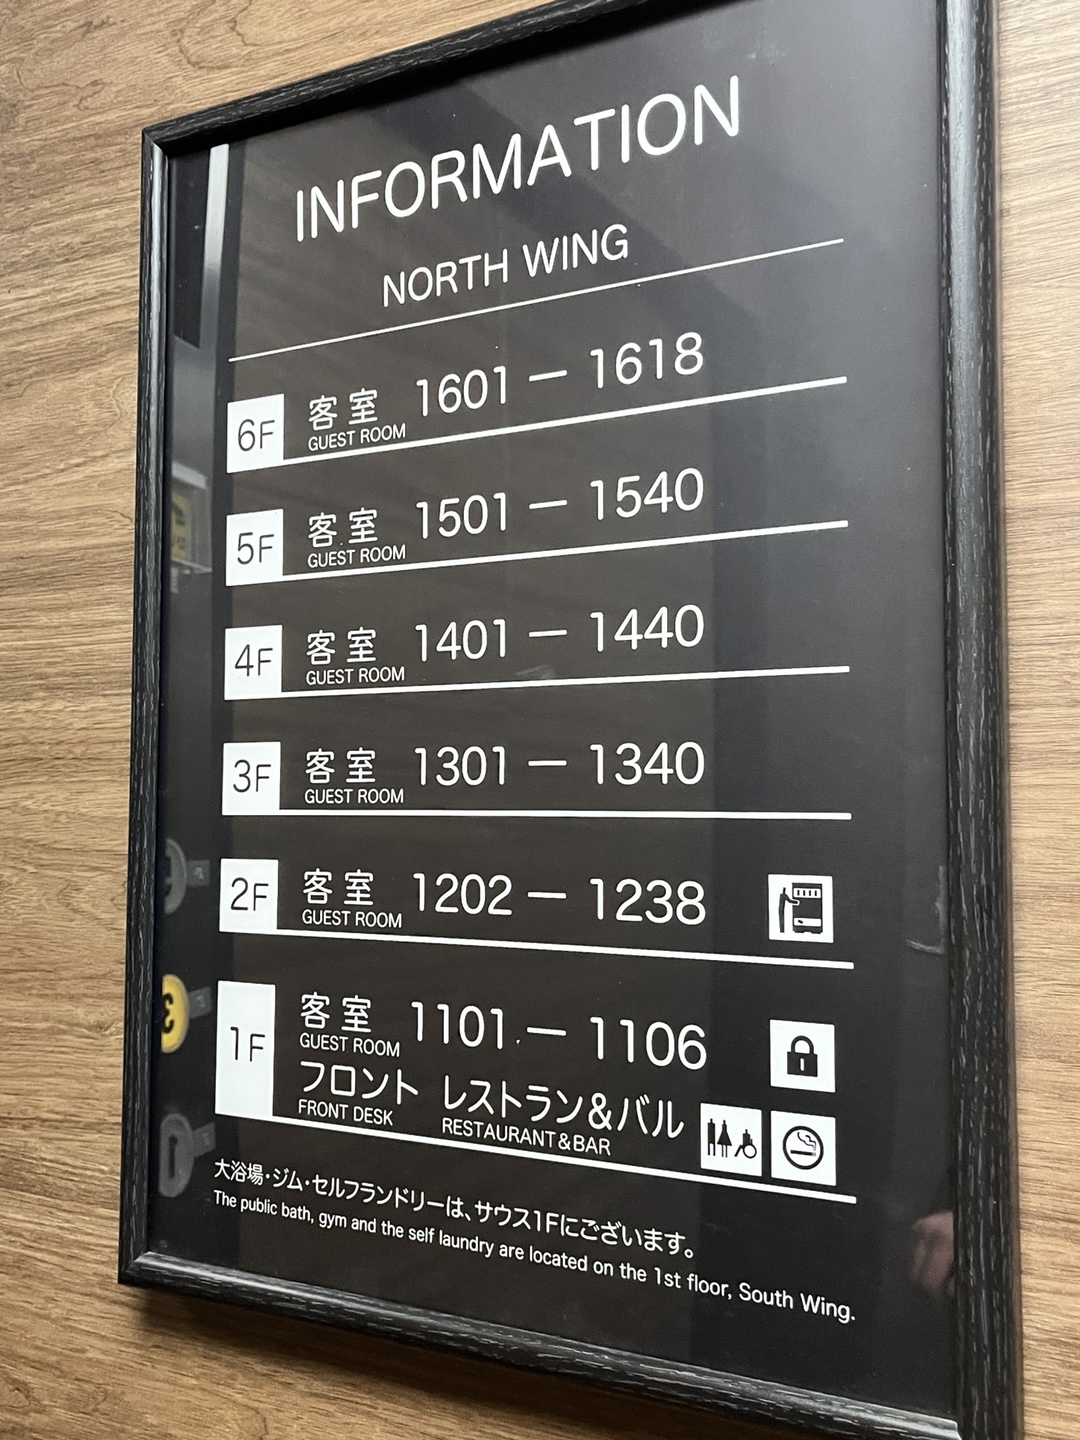 INFORMATION
NORTH WING
6F 客室 1601 — 1618
GUEST ROOM
5F 客室 1501 — 1540
GUEST ROOM
4F 客室 1401 — 1440
GUEST ROOM
3F 客室 1301 — 1340
GUEST ROOM
2F 客室 1202 — 1238
GUEST ROOM
1F 客室 1101 — 1106
GUEST ROOM
フロント レストラン&バル
FRONT DESK RESTAURANT&BAR
大浴場・ジム・セルフランドリーは、サウス1Fにございます。
The public bath, gym and the self laundry are located on the 1st floor, South Wing.